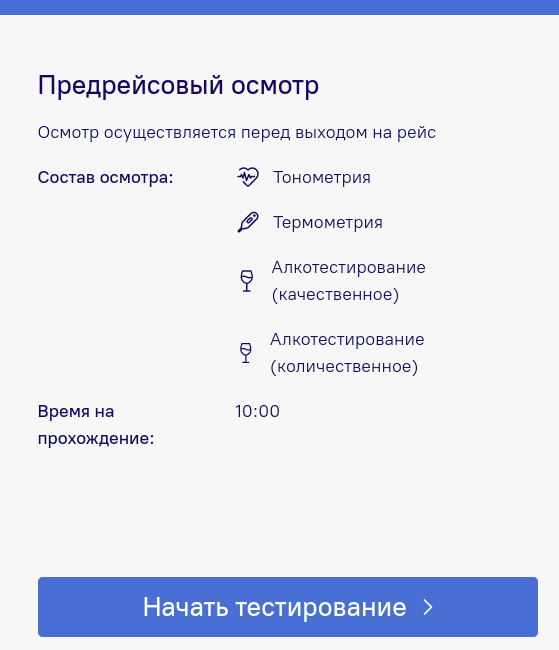 Предрейсовый осмотр
Осмотр осуществляется перед выходом на рейс
Состав осмотра:
Тонометрия
Термометрия
Алкотестирование
(качественное)
Алкотестирование
(количественное)
Время на
прохождение:
10:00
Начать тестирование